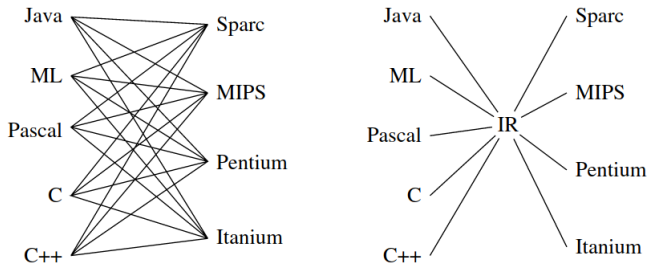 Java
ML
Pascal
C
C++
Sparc
MIPS
Pentium
Itanium
Java
ML
Pascal
C
C++
IR
Sparc
MIPS
Pentium
Itanium